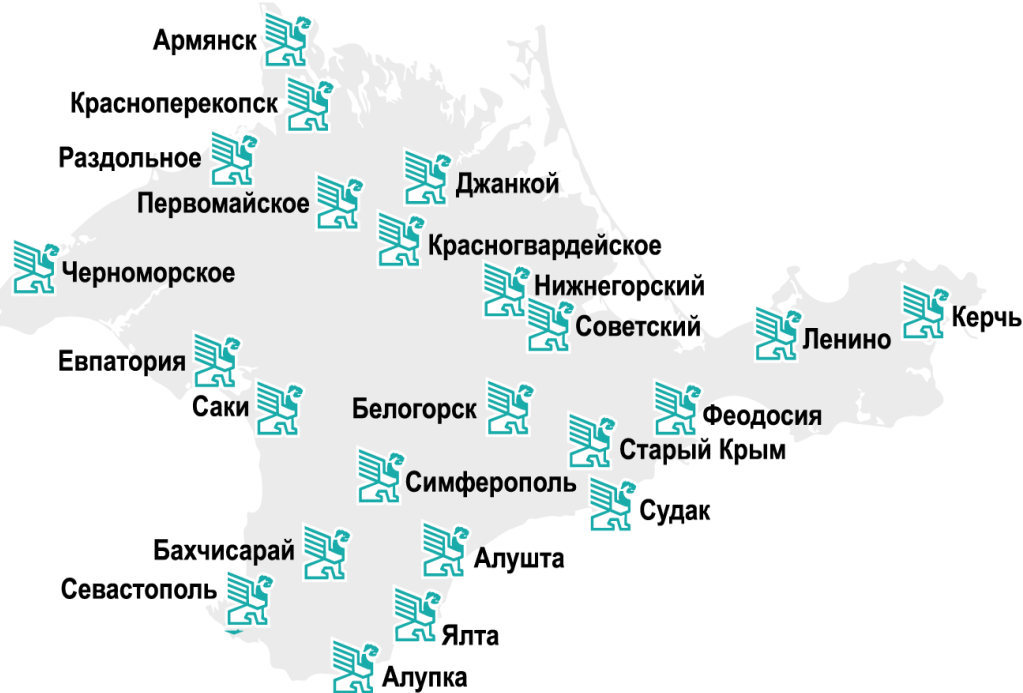 Армянск
Красноперекопск
Раздольное
Джанкой
Первомайское
Красногвардейское
Черноморское
Нижнегорский
Керчь
Советский
Ленино
Евпатория
Саки
Белогорск
Феодосия
Старый Крым
Симферополь
Судак
Бахчисарай
Алушта
Севастополь
Ялта
Алупка